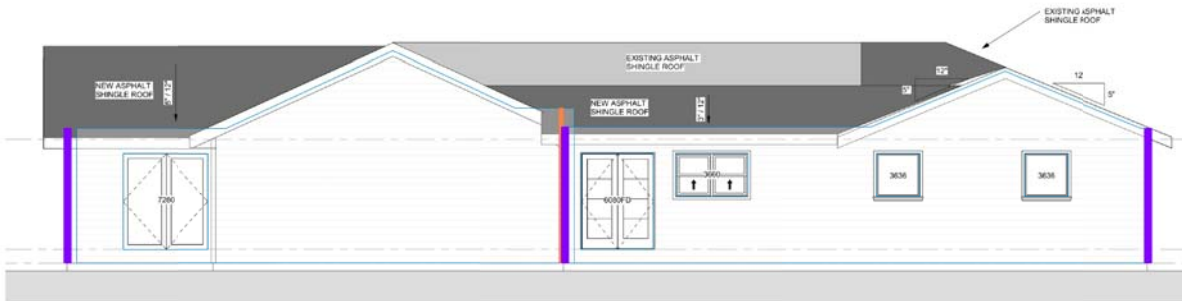 EXISTING ASPHALT
SHINGLE ROOF
EXISTING ASPHALT
SHINGLE ROOF
NEW ASPHALT
SHINGLE ROOF
5" / 12"
NEW ASPHALT
SHINGLE ROOF
3" / 12"
12"
5"
12
5"
7280
6080FD
3660
3636
3636